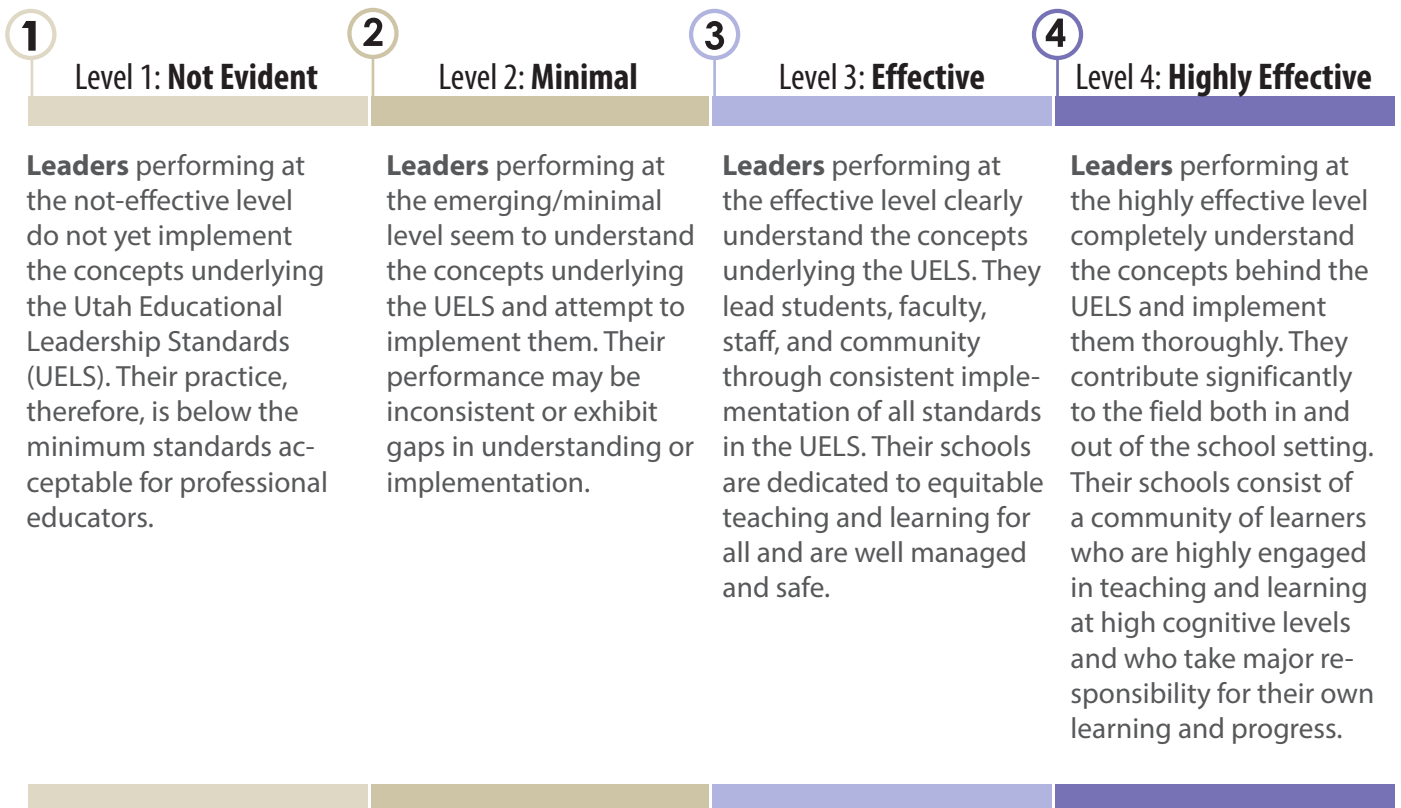 1
Level 1: Not Evident
Leaders performing at
the not-effective level
do not yet implement
the concepts underlying
the Utah Educational
Leadership Standards
(UELS). Their practice,
therefore, is below the
minimum standards ac-
ceptable for professional
educators.
2
Level 2: Minimal
Leaders performing at
the emerging/minimal
level seem to understand
the concepts underlying
the UELS and attempt to
implement them. Their
performance may be
inconsistent or exhibit
gaps in understanding or
implementation.
3
Level 3: Effective
Leaders performing at
the effective level clearly
understand the concepts
underlying the UELS. They
lead students, faculty,
staff, and community
through consistent imple-
mentation of all standards
in the UELS. Their schools
are dedicated to equitable
teaching and learning for
all and are well managed
and safe.
4
Level 4: Highly Effective
Leaders performing at
the highly effective level
completely understand
the concepts behind the
UELS and implement
them thoroughly. They
contribute significantly
to the field both in and
out of the school setting.
Their schools consist of
a community of learners
who are highly engaged
in teaching and learning
at high cognitive levels
and who take major re-
sponsibility for their own
learning and progress.